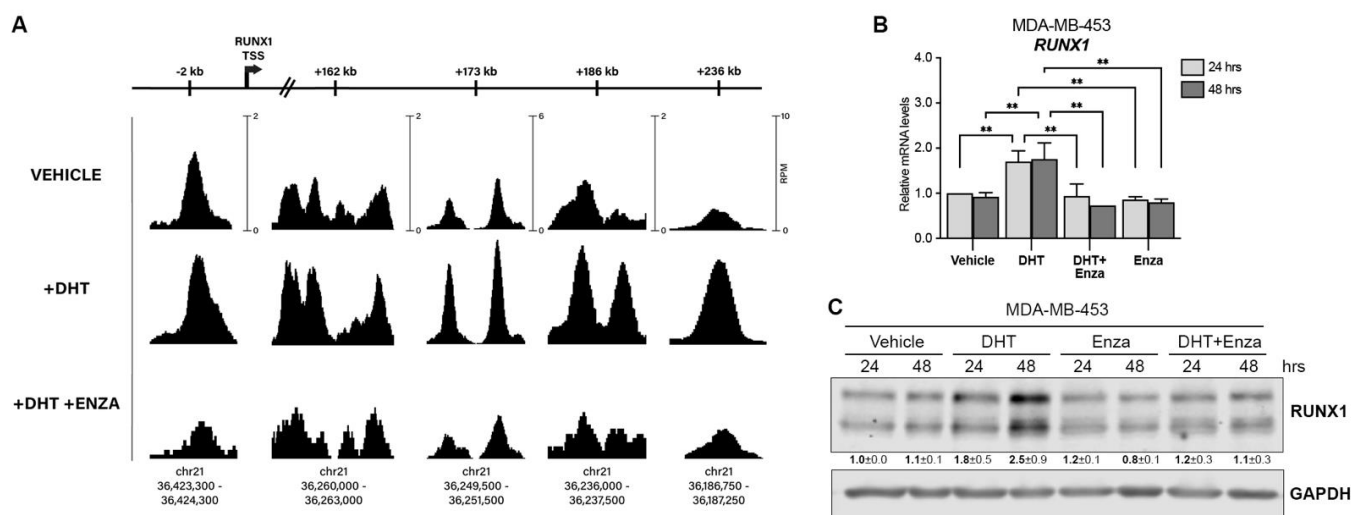 A
RUNX1
TSS
-2 kb
+162 kb
+173 kb
+186 kb
+236 kb
2
2
6
2
10
RPM
0
0
0
0
0
VEHICLE
+DHT
+DHT +ENZA
chr21
36,423,300 -
36,424,300
chr21
36,260,000 -
36,263,000
chr21
36,249,500 -
36,251,500
chr21
36,236,000 -
36,237,500
chr21
36,186,750 -
36,187,250
B
MDA-MB-453
RUNX1
Relative mRNA levels
4.0
3.0
2.0
1.0
0.0
** ** ** ** ** **
24 hrs
48 hrs
Vehicle
DHT
DHT+
Enza
Enza
C
MDA-MB-453
Vehicle DHT Enza DHT+Enza
24 48 24 48 24 48 24 48 hrs
RUNX1
1.0±0.0 1.1±0.1 1.8±0.5 2.5±0.9 1.2±0.1 0.8±0.1 1.2±0.3 1.1±0.3
GAPDH